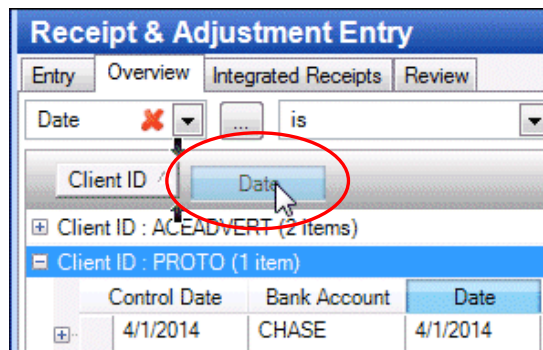 Receipt & Adjustment Entry
Entry Overview Integrated Receipts Review
Date ... is
Client ID Date
Client ID : ACEADVERT (2 items)
Client ID : PROTO (1 item)
Control Date Bank Account Date
4/1/2014 CHASE 4/1/2014